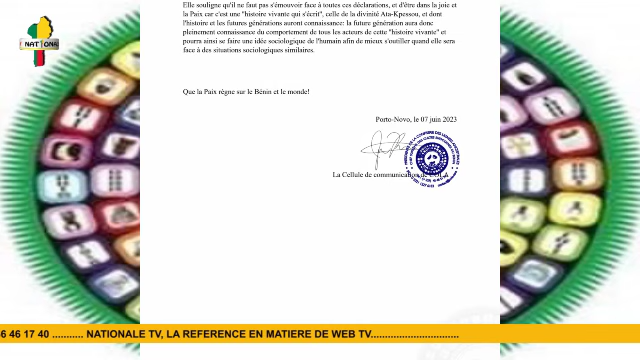 Elle souligne qu'il ne faut pas s'émouvoir face à toutes ces déclarations, et d'être dans la joie et
la Paix car c'est une "histoire vivante qui s'écrit", celle de la divinité Ata-Kpessou, et dont
l'histoire et les futures générations auront connaissance: la future génération aura donc
pleinement connaissance du comportement de tous les acteurs de cette "histoire vivante" et
pourra ainsi se faire une idée sociologique de l'humain afin de mieux s'outiller quand elle sera
face à des situations sociologiques similaires.
Que la Paix règne sur le Bénin et le monde!
Porto-Novo, le 07 juin 2023
La Cellule de communication
NATIONALE
6 46 17 40 ........... NATIONALE TV, LA REFERENCE EN MATIERE DE WEB TV..............................